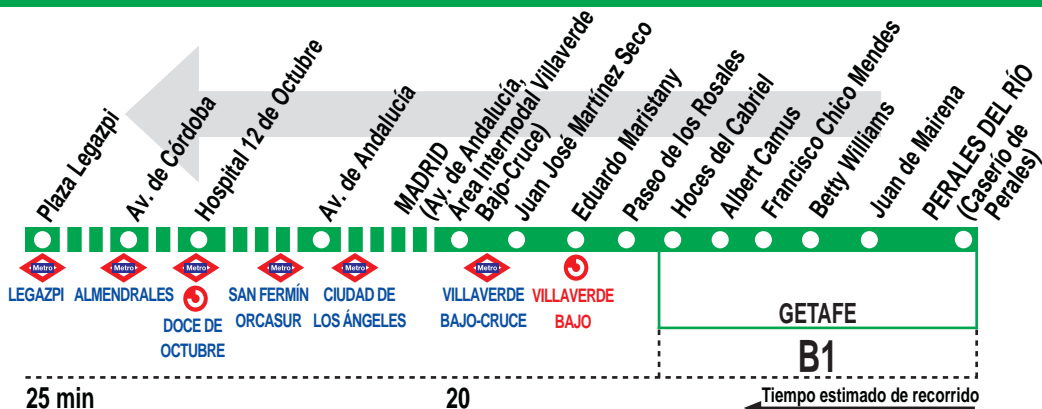 Plaza Legazpi
Av. de Córdoba
Hospital 12 de Octubre
Av. de Andalucía
MADRID
(Av. de Andalucía,
Área Intermodal Villaverde
Bajo-Cruce)
Juan José Martínez Seco
Eduardo Maristany
Paseo de los Rosales
Hoces del Gabriel
Albert Camus
Francisco Chico Mendes
Betty Williams
Juan de Mairena
PERALES DEL RÍO
(Caserío de
Perales)
Metro
Metro
Metro
Metro
Metro
Metro
LEGAZPI
ALMENDRALES
DOCE DE
OCTUBRE
SAN FERMÍN
ORCASUR
CIUDAD DE
LOS ÁNGELES
VILLAVERDE
BAJO-CRUCE
VILLAVERDE
BAJO
GETAFE
B1
25 min
20
Tiempo estimado de recorrido